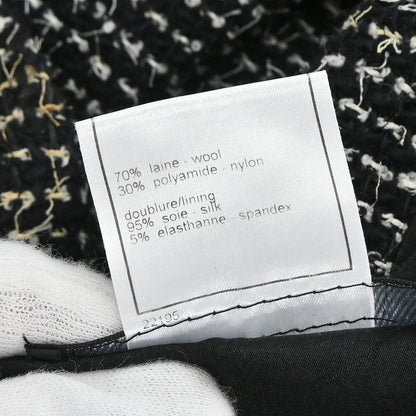 70% laine - wool
30% polyamide - nylon
doublure/lining
95% soie - silk
5% elasthanne - spandex
22195